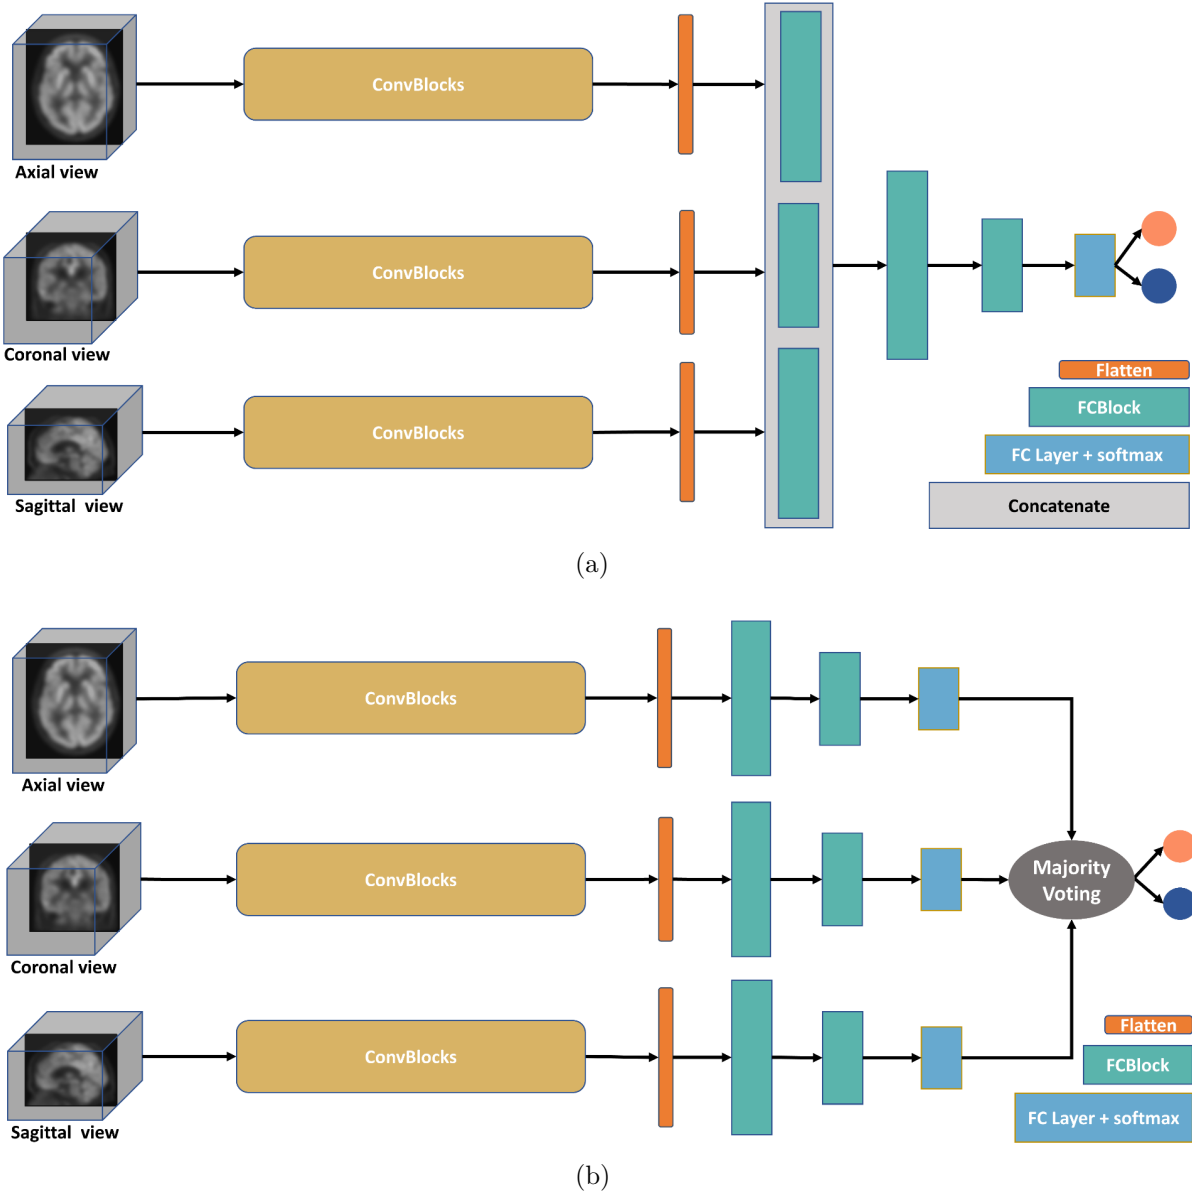 ConvBlocks
Axial view
ConvBlocks
Coronal view
Flatten
FCBlock
ConvBlocks
FC Layer + softmax
Sagittal view
Concatenate
(a)
ConvBlocks
Axial view
Majority
Voting
ConvBlocks
Coronal view
Flatten
ConvBlocks
FCBlock
FC Layer + softmax
Sagittal view
(b)